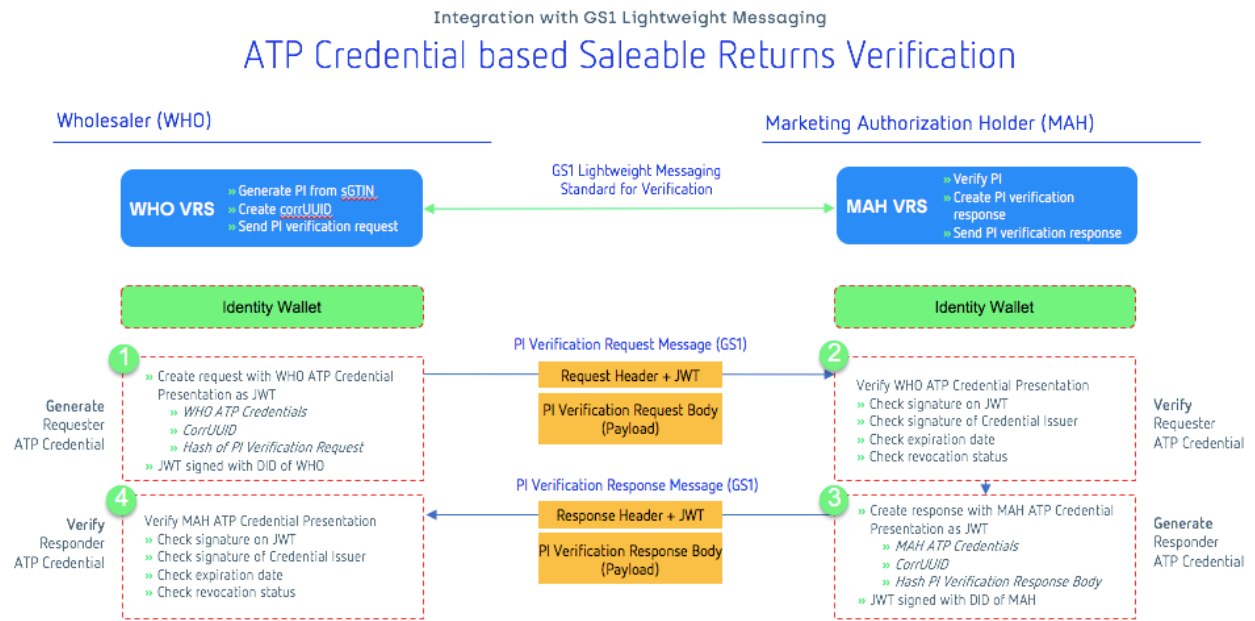 Integration with GS1 Lightweight Messaging
ATP Credential based Saleable Returns Verification
Wholesaler (WHO)
Marketing Authorization Holder (MAH)
WHO VRS
» Generate PI from sGTIN
» Create corrUUID
» Send PI verification request
GS1 Lightweight Messaging
Standard for Verification
MAH VRS
» Verify PI
» Create PI verification
response
» Send PI verification response
Identity Wallet
Identity Wallet
1
Generate
Requester
ATP Credential
» Create request with WHO ATP Credential
Presentation as JWT
» WHO ATP Credentials
» CorrUUID
» Hash of PI Verification Request
» JWT signed with DID of WHO
PI Verification Request Message (GS1)
Request Header + JWT
PI Verification Request Body
(Payload)
2
Verify WHO ATP Credential Presentation
» Check signature on JWT
» Check signature of Credential Issuer
» Check expiration date
» Check revocation status
Verify
Requester
ATP Credential
4
Verify
Responder
ATP Credential
Verify MAH ATP Credential Presentation
» Check signature on JWT
» Check signature of Credential Issuer
» Check expiration date
» Check revocation status
PI Verification Response Message (GS1)
Response Header + JWT
PI Verification Response Body
(Payload)
3
» Create response with MAH ATP Credential
Presentation as JWT
» MAH ATP Credentials
» CorrUUID
» Hash PI Verification Response Body
» JWT signed with DID of MAH
Generate
Responder
ATP Credential